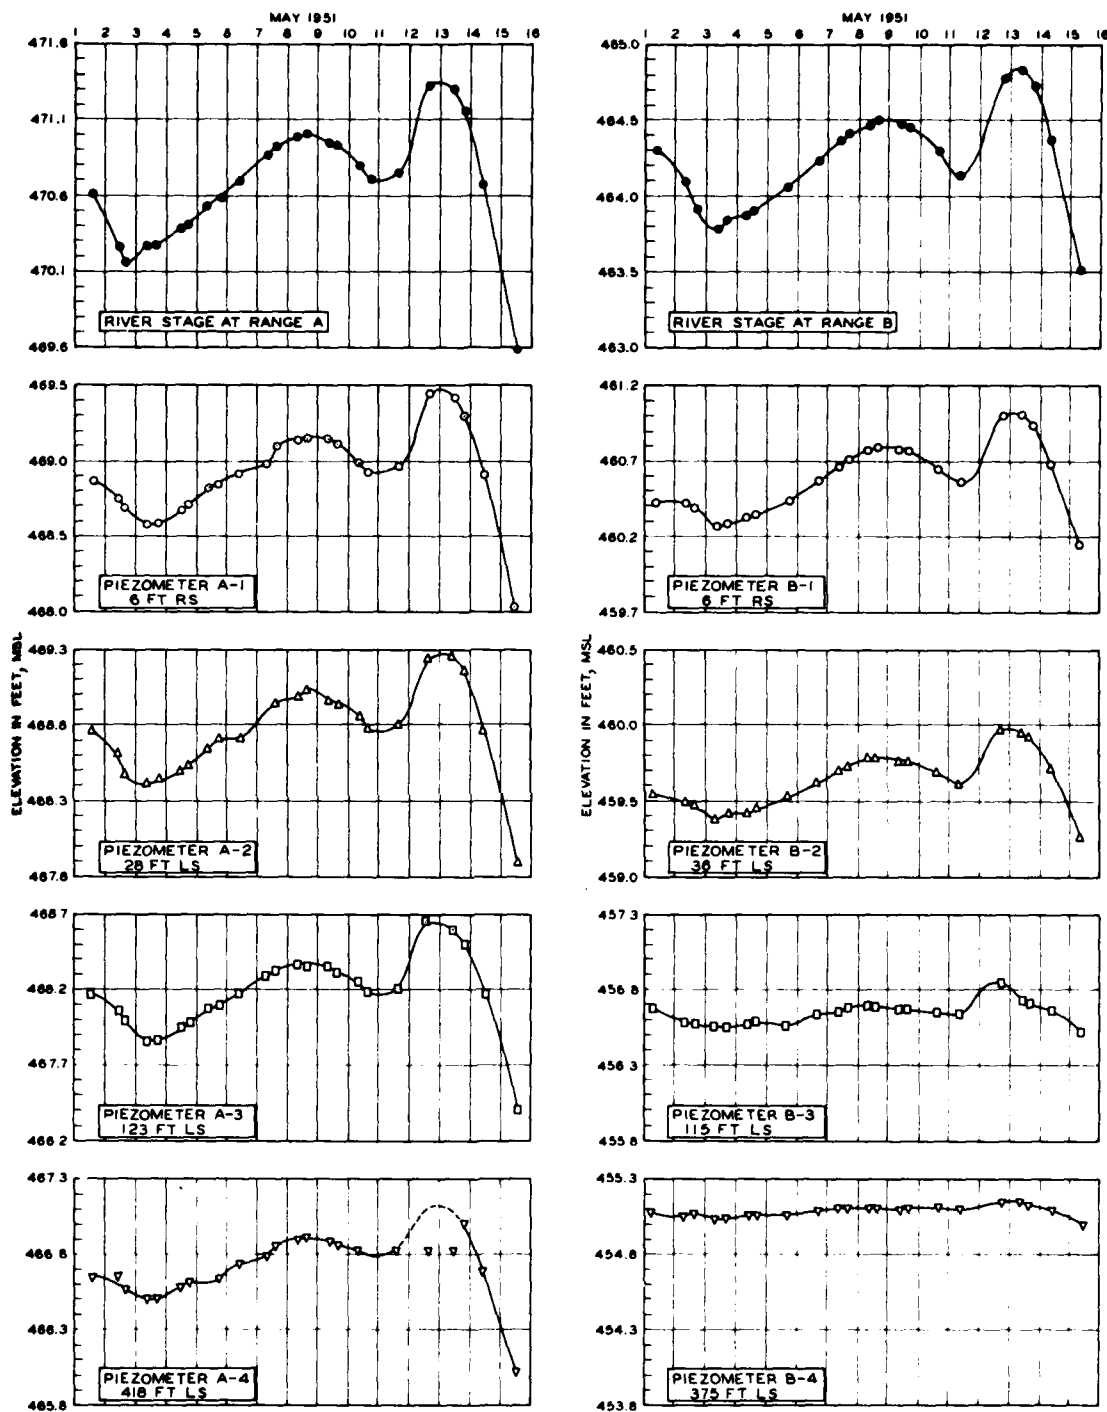 MAY 1951
1 2 3 4 5 6 7 8 9 10 11 12 13 14 15 16
471.6
471.1
470.6
470.1
469.6
RIVER STAGE AT RANGE A
469.5
469.0
468.5
468.0
PIEZOMETER A-1
6 FT RS
ELEVATION IN FEET, MSL
469.3
468.8
468.3
467.8
PIEZOMETER A-2
28 FT LS
468.7
468.2
467.7
466.2
PIEZOMETER A-3
123 FT LS
467.3
466.8
466.3
465.8
PIEZOMETER A-4
418 FT LS
MAY 1951
1 2 3 4 5 6 7 8 9 10 11 12 13 14 15 16
465.0
464.5
464.0
463.5
463.0
RIVER STAGE AT RANGE B
461.2
460.7
460.2
459.7
PIEZOMETER B-1
6 FT RS
ELEVATION IN FEET, MSL
460.5
460.0
459.5
459.0
PIEZOMETER B-2
36 FT LS
457.3
456.8
456.3
455.8
PIEZOMETER B-3
115 FT LS
455.3
454.8
454.3
453.8
PIEZOMETER B-4
375 FT LS